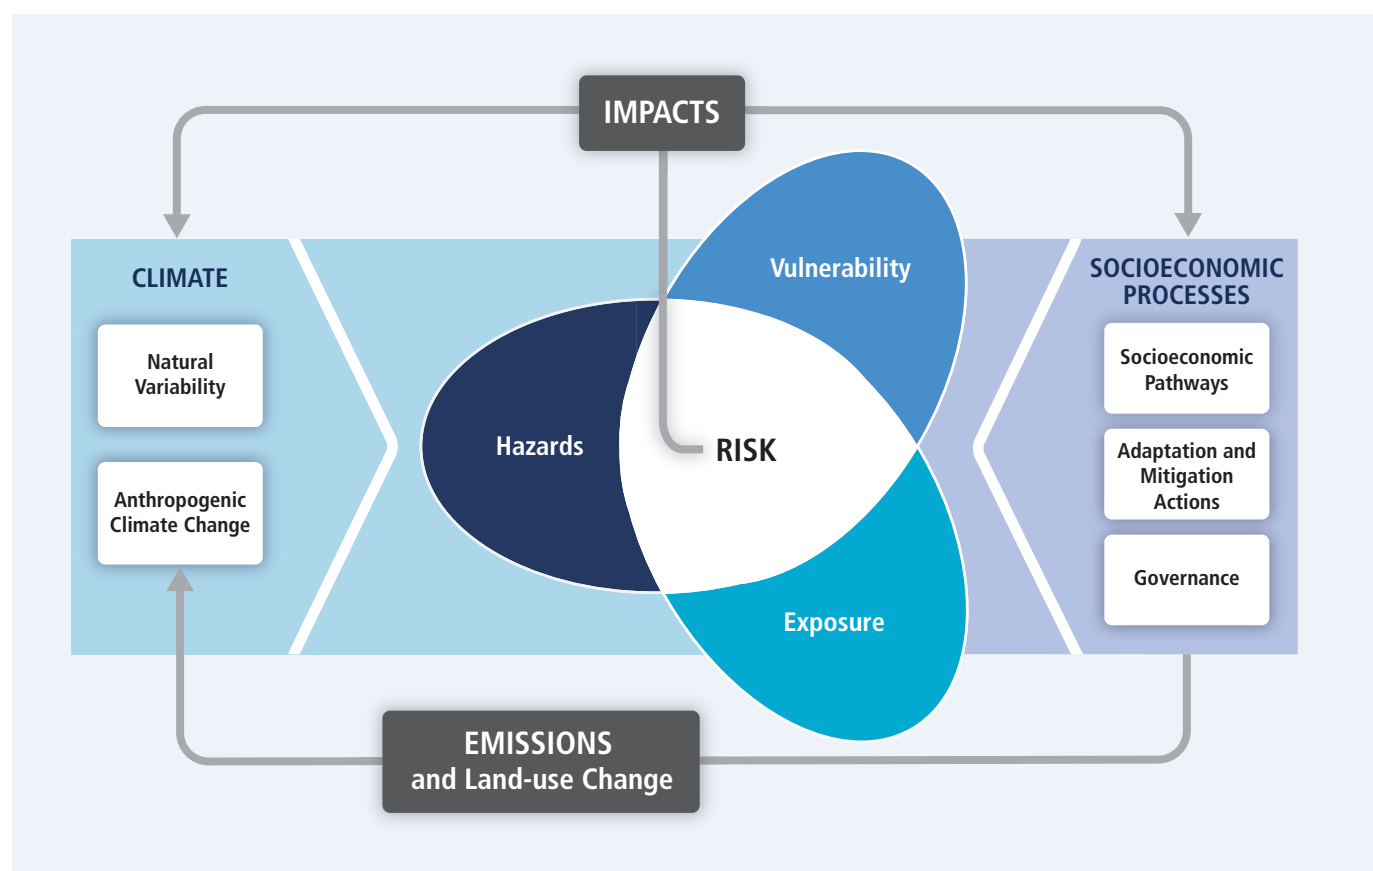 IMPACTS
CLIMATE
Natural
Variability
Anthropogenic
Climate Change
Vulnerability
Hazards
RISK
Exposure
SOCIOECONOMIC
PROCESSES
Socioeconomic
Pathways
Adaptation and
Mitigation
Actions
Governance
EMISSIONS
and Land-use Change